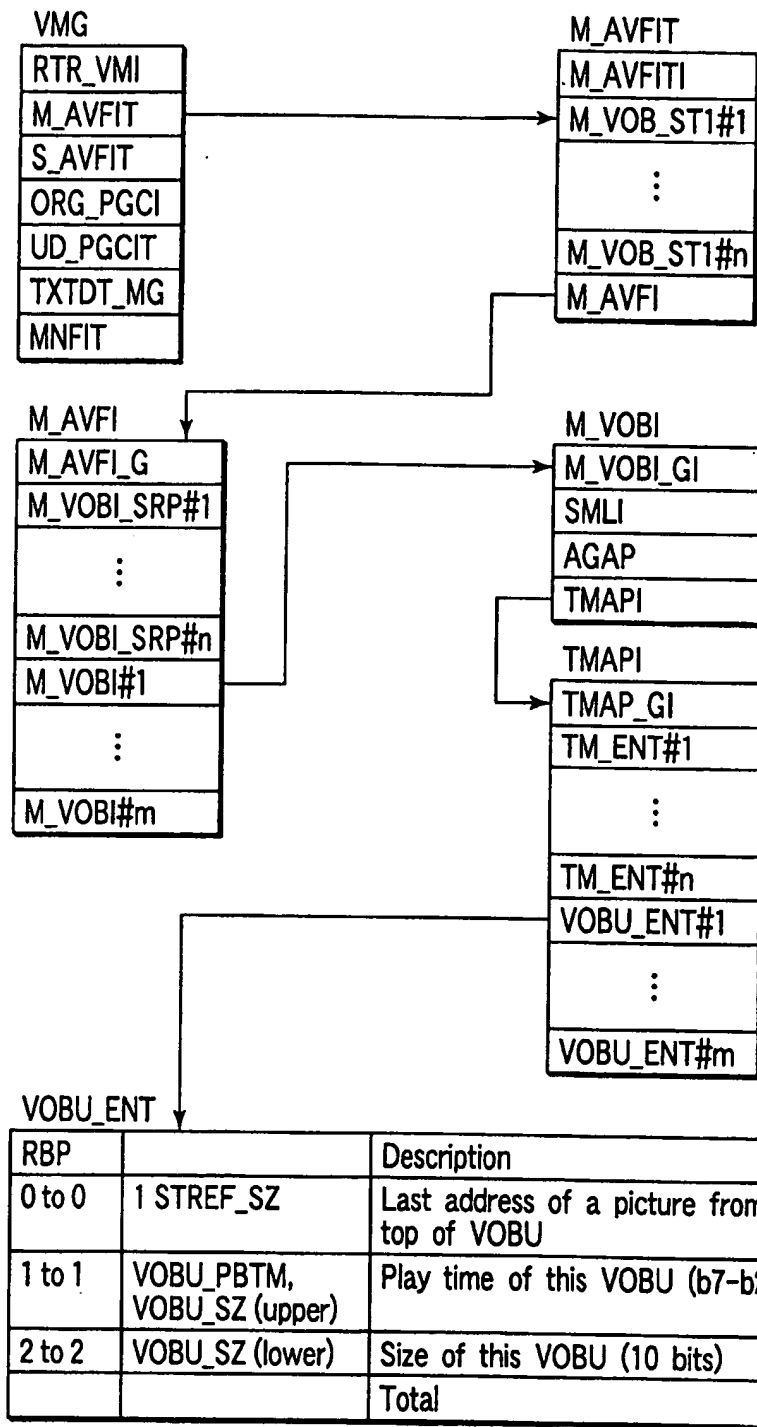 VMG
RTR_VMI
M_AVFIT
S_AVFIT
ORG_PGCI
UD_PGCIT
TXTDT_MG
MNFIT
M_AVFIT
M_AVFITI
M_VOB_ST1#1
⋮
M_VOB_ST1#n
M_AVFI
M_AVFI
M_AVFI_G
M_VOBI_SRP#1
⋮
M_VOBI_SRP#n
M_VOBI#1
⋮
M_VOBI#m
M_VOBI
M_VOBI_GI
SMLI
AGAP
TMAPI
TMAPI
TMAP_GI
TM_ENT#1
⋮
TM_ENT#n
VOBU_ENT#1
⋮
VOBU_ENT#m
VOBU_ENT
RBP Description
0 to 0 1 STREF_SZ Last address of a picture from
top of VOBU
1 to 1 VOBU_PBTM, Play time of this VOBU (b7-b2
VOBU_SZ (upper)
2 to 2 VOBU_SZ (lower) Size of this VOBU (10 bits)
Total